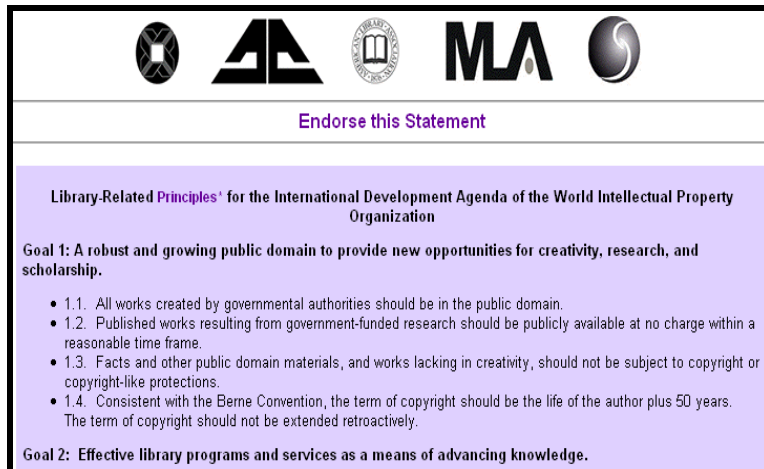 AMERICAN LIBRARY ASSOCIATION
MLA
Endorse this Statement
Library-Related Principles* for the International Development Agenda of the World Intellectual Property
Organization
Goal 1: A robust and growing public domain to provide new opportunities for creativity, research, and
scholarship.
• 1.1. All works created by governmental authorities should be in the public domain.
• 1.2. Published works resulting from government-funded research should be publicly available at no charge within a
reasonable time frame.
• 1.3. Facts and other public domain materials, and works lacking in creativity, should not be subject to copyright or
copyright-like protections.
• 1.4. Consistent with the Berne Convention, the term of copyright should be the life of the author plus 50 years.
The term of copyright should not be extended retroactively.
Goal 2: Effective library programs and services as a means of advancing knowledge.